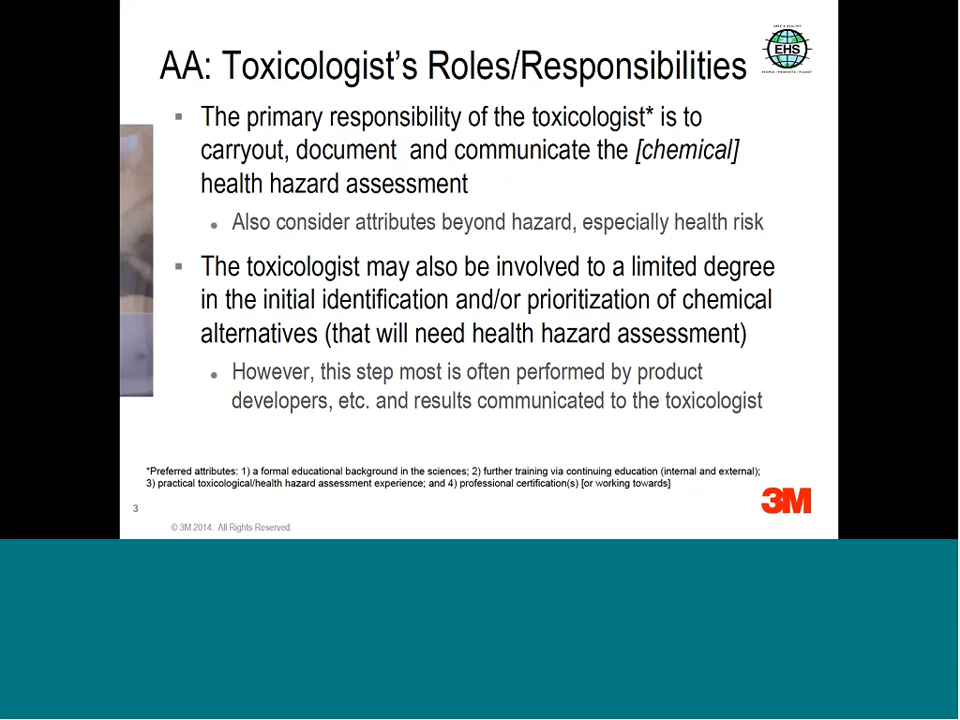 SAFE & HEALTHY
EHS
PEOPLE • PRODUCTS • PLANET
AA: Toxicologist's Roles/Responsibilities
▪ The primary responsibility of the toxicologist* is to
carryout, document and communicate the [chemical]
health hazard assessment
• Also consider attributes beyond hazard, especially health risk
▪ The toxicologist may also be involved to a limited degree
in the initial identification and/or prioritization of chemical
alternatives (that will need health hazard assessment)
• However, this step most is often performed by product
developers, etc. and results communicated to the toxicologist
*Preferred attributes: 1) a formal educational background in the sciences; 2) further training via continuing education (internal and external);
3) practical toxicological/health hazard assessment experience; and 4) professional certification(s) [or working towards]
3M
3
© 3M 2014. All Rights Reserved.